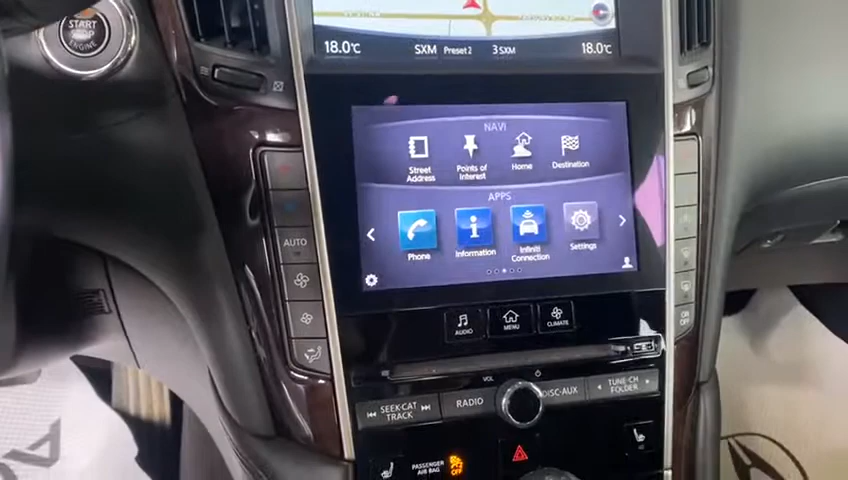 START
STOP
ENGINE
18.0°C
SXM
Preset 2
3 SXM
18.0°C
NAVI
Street
Address
Points of
Interest
Home
Destination
APPS
Phone
Information
Infiniti
Connection
Settings
AUTO
ON
OFF
AUDIO
MENU
CLIMATE
VOL
SEEK·CAT
TRACK
RADIO
DISC·AUX
TUNE·CH
FOLDER
PASSENGER
AIR BAG
OFF